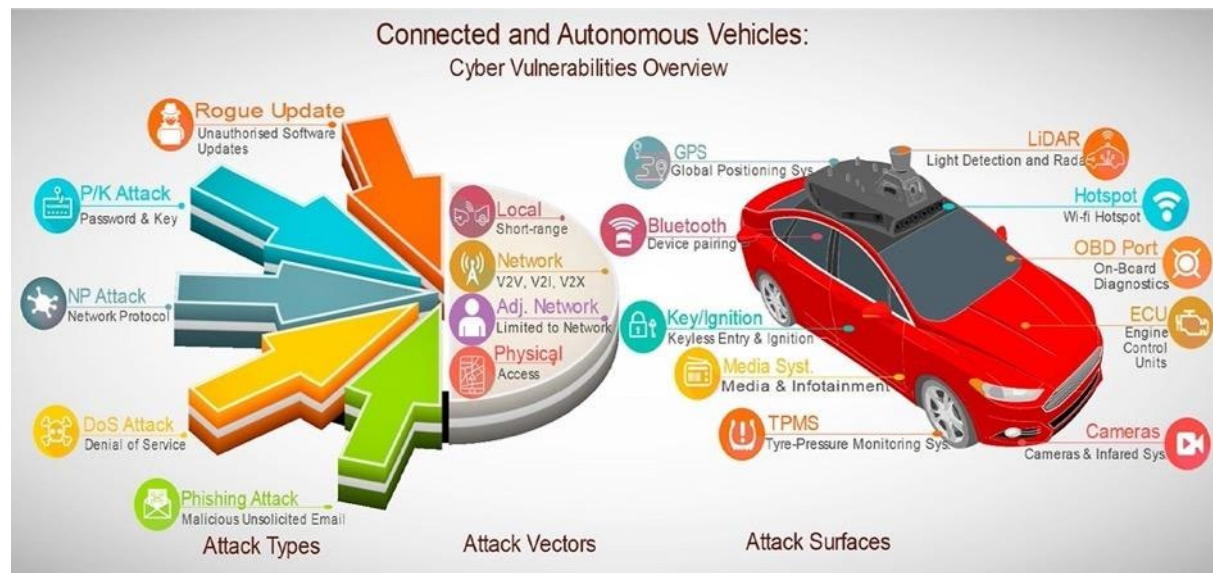 Connected and Autonomous Vehicles:
Cyber Vulnerabilities Overview
Rogue Update
Unauthorised Software
Updates
P/K Attack
Password & Key
NP Attack
Network Protocol
DoS Attack
Denial of Service
Phishing Attack
Malicious Unsolicited Email
Attack Types
Local
Short-range
Network
V2V, V2I, V2X
Adj. Network
Limited to Network
Physical
Access
Attack Vectors
GPS
Global Positioning Sys
Bluetooth
Device pairing
Key/Ignition
Keyless Entry & Ignition
Media Syst.
Media & Infotainment
TPMS
Tyre-Pressure Monitoring Sys.
LiDAR
Light Detection and Radar
Hotspot
Wi-fi Hotspot
OBD Port
On-Board
Diagnostics
ECU
Engine
Control
Units
Cameras
Cameras & Infared Sys
Attack Surfaces